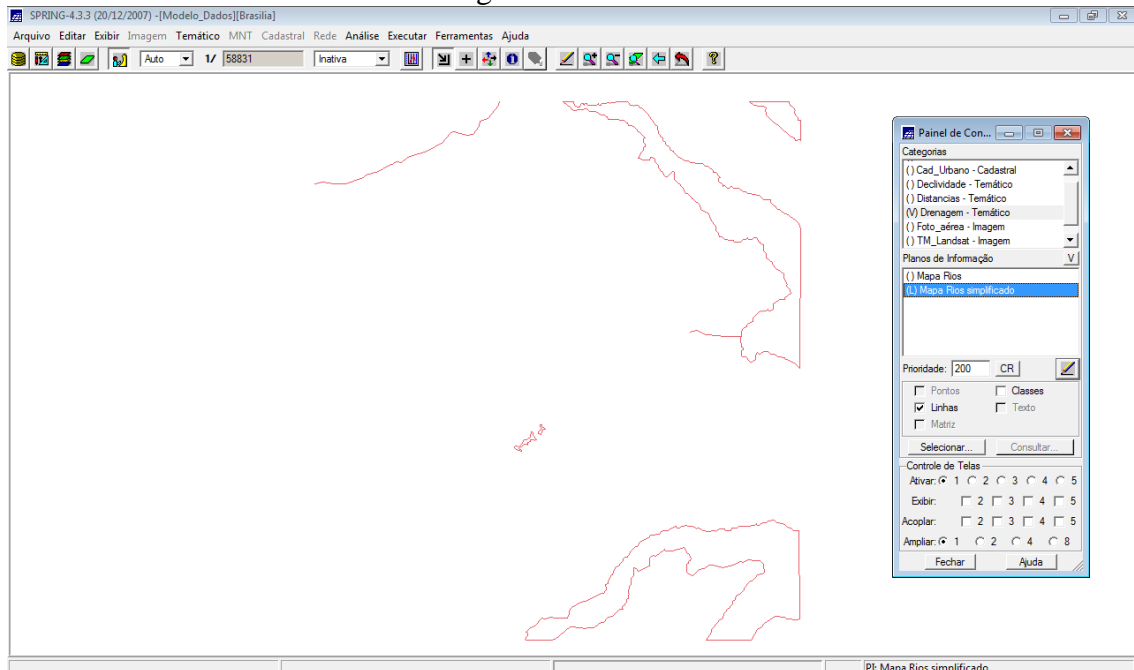 SPRING-4.3.3 (20/12/2007) -[Modelo_Dados][Brasilia]
Arquivo Editar Exibir Imagem Temático MNT Cadastral Rede Análise Executar Ferramentas Ajuda
Auto 1/ 58831 Inativa
Painel de Con...
Categorias
( ) Cad_Urbano - Cadastral
( ) Declividade - Temático
( ) Distancias - Temático
(V) Drenagem - Temático
( ) Foto_aérea - Imagem
( ) TM_Landsat - Imagem
Planos de Informação V
( ) Mapa Rios
(L) Mapa Rios simplificado
Prioridade: 200 CR
Pontos Classes
Linhas Texto
Matriz
Selecionar... Consultar...
Controle de Telas
Ativar: 1 2 3 4 5
Exibir: 2 3 4 5
Acoplar: 2 3 4 5
Ampliar: 1 2 4 8
Fechar Ajuda
PI: Mapa Rios simplificado